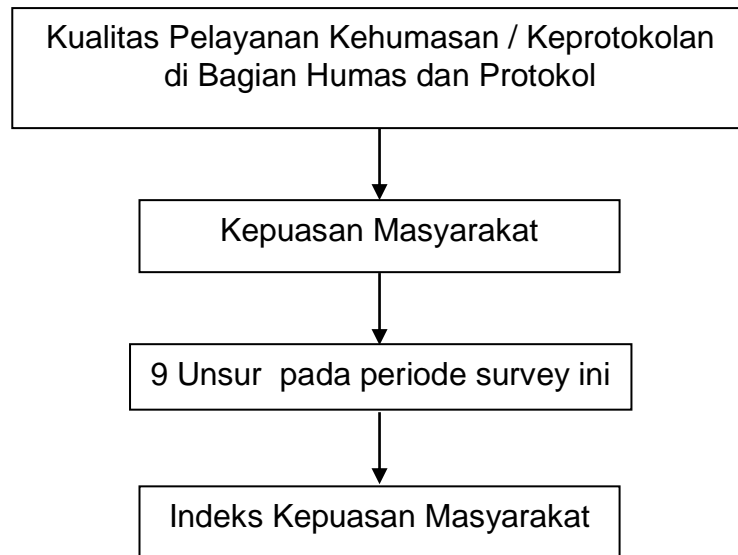 Kualitas Pelayanan Kehumasan / Keprotokolan
di Bagian Humas dan Protokol
Kepuasan Masyarakat
9 Unsur  pada periode survey ini
Indeks Kepuasan Masyarakat